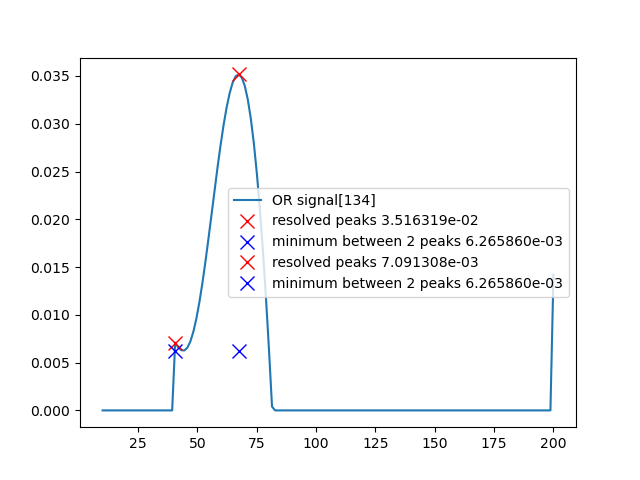 0.035
0.030
0.025
0.020
0.015
0.010
0.005
0.000
OR signal[134]
resolved peaks 3.516319e-02
minimum between 2 peaks 6.265860e-03
resolved peaks 7.091308e-03
minimum between 2 peaks 6.265860e-03
25 50 75 100 125 150 175 200